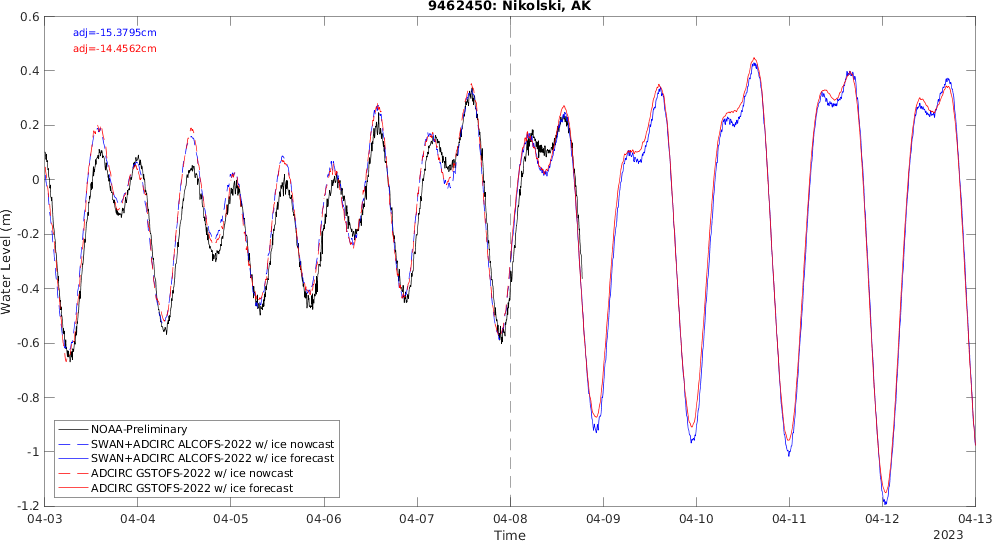 9462450: Nikolski, AK
adj=-15.3795cm
adj=-14.4562cm
Water Level (m)
0.6
0.4
0.2
0
-0.2
-0.4
-0.6
-0.8
-1
-1.2
NOAA-Preliminary
SWAN+ADCIRC ALCOFS-2022 w/ ice nowcast
SWAN+ADCIRC ALCOFS-2022 w/ ice forecast
ADCIRC GSTOFS-2022 w/ ice nowcast
ADCIRC GSTOFS-2022 w/ ice forecast
04-03 04-04 04-05 04-06 04-07 04-08 04-09 04-10 04-11 04-12 04-13
Time
2023